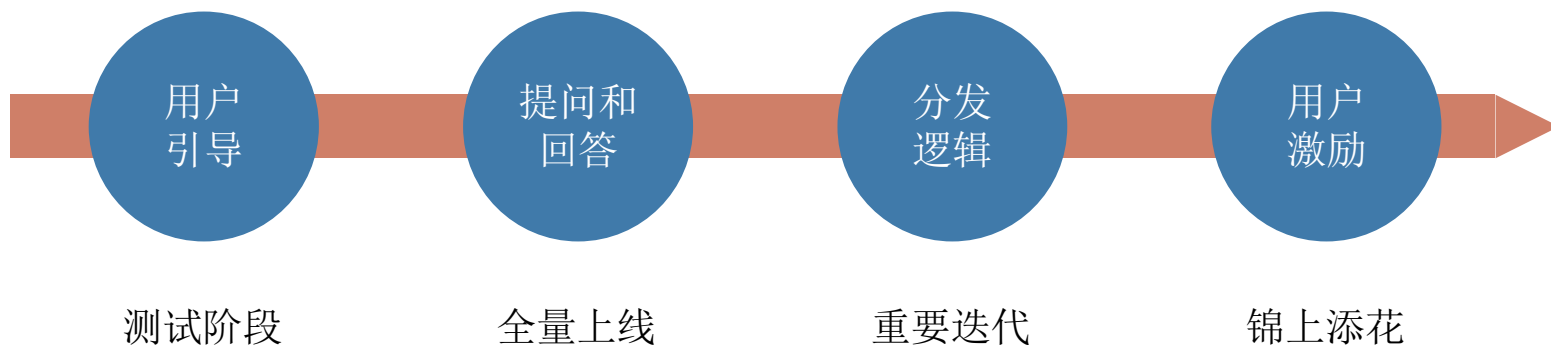 用户
引导
提问和
回答
分发
逻辑
用户
激励
测试阶段
全量上线
重要迭代
锦上添花